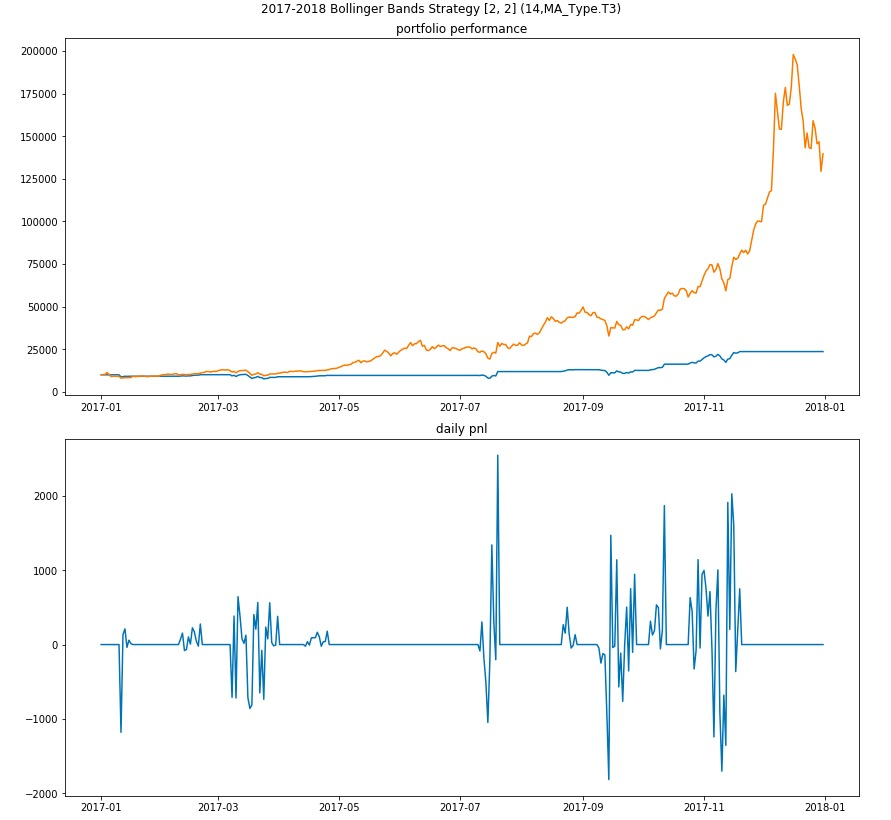 2017-2018 Bollinger Bands Strategy [2, 2] (14,MA_Type.T3)
portfolio performance
200000
175000
150000
125000
100000
75000
50000
25000
0
2017-01 2017-03 2017-05 2017-07 2017-09 2017-11 2018-01
daily pnl
2000
1000
0
−1000
−2000
2017-01 2017-03 2017-05 2017-07 2017-09 2017-11 2018-01